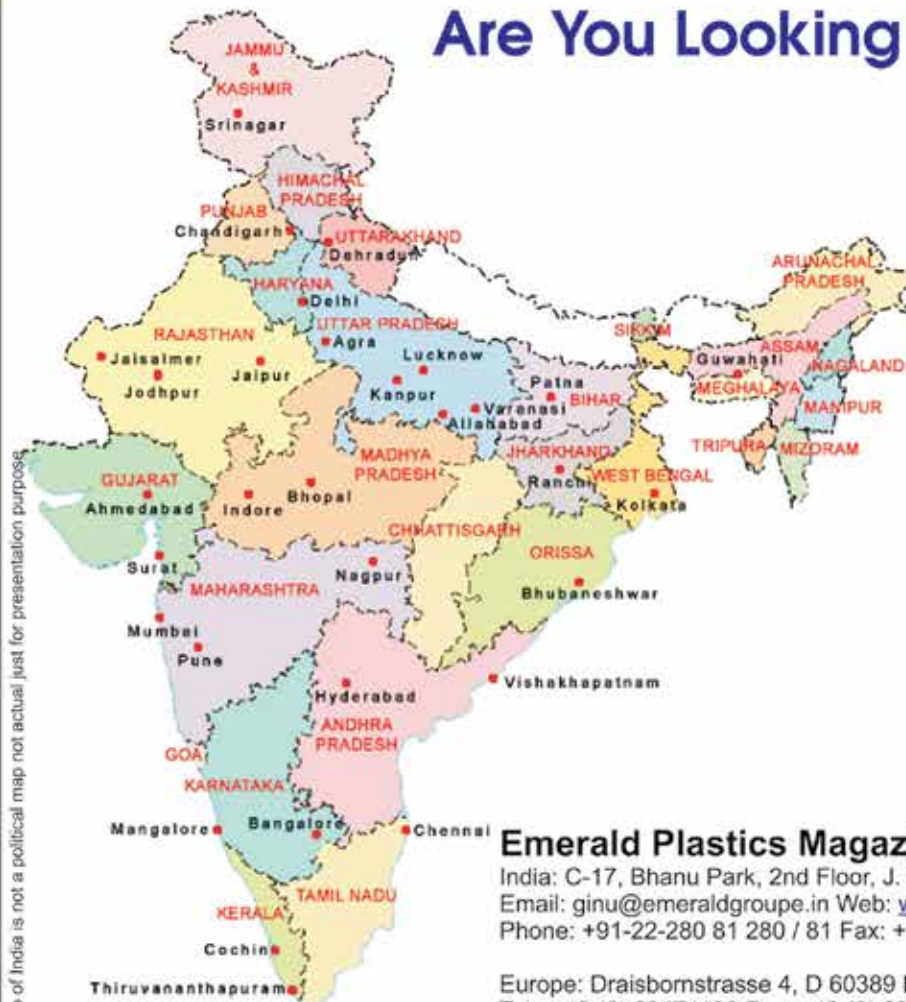 Are You Looking
JAMMU
&
KASHMIR
Srinagar
HIMACHAL
PRADESH
PUNJAB
Chandigarh
UTTARAKHAND
Dehradun
HARYANA
Delhi
ARUNACHAL
PRADESH
RAJASTHAN
UTTAR PRADECH
Agra
SIKKIM
ASSAM
Jaisalmer
Lucknow
Guwahati
NAGALAND
Jodhpur
Jaipur
Kanpur
Patna
BIHAR
MEGHALAYA
Varanasi
MANIPUR
Allahabad
TRIPURA
MIZORAM
MADHYA
PRADESH
JHARKHAND
Ranchi
WEST BENGAL
Kolkata
GUJARAT
Ahmedabad
Indore
Bhopal
CHHATTISGARH
ORISSA
Surat
Nagpur
MAHARASHTRA
Bhubaneshwar
Mumbai
Pune
Vishakhapatnam
Hyderabad
ANDHRA
PRADESH
GOA
KARNATAKA
Mangalore
Bangalore
Chennai
TAMIL NADU
KERALA
Cochin
Thiruvananthapuram
of India is not a political map not actual just for presentation purpose
Emerald Plastics Magaz
India: C-17, Bhanu Park, 2nd Floor, J.
Email: ginu@emeraldgroupe.in Web: w
Phone: +91-22-280 81 280 / 81 Fax: +
Europe: Draisbornstrasse 4, D 60389